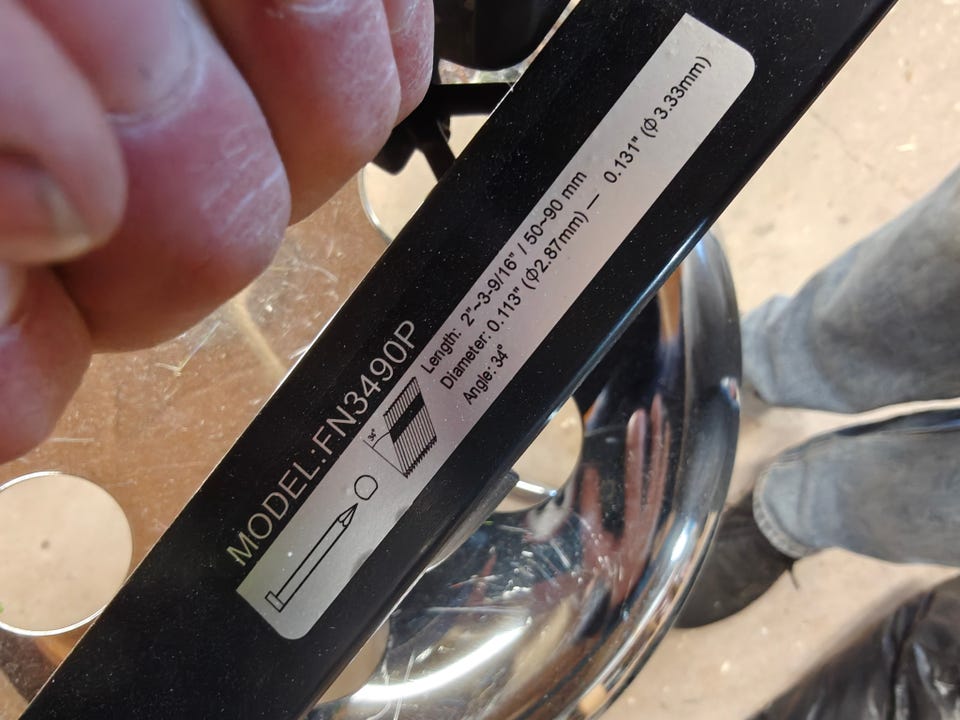 MODEL:FN3490P
34°
Length: 2"~3-9/16" / 50~90 mm
Diameter: 0.113" (Φ2.87mm) — 0.131" (Φ3.33mm)
Angle: 34°